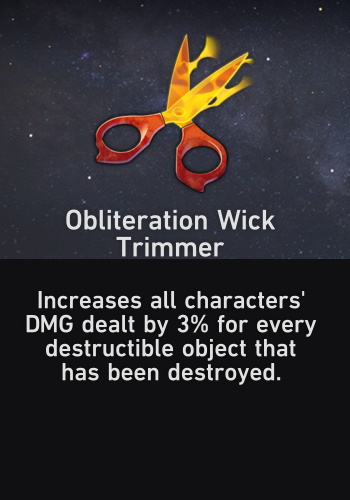 Obliteration Wick
Trimmer
Increases all characters'
DMG dealt by 3% for every
destructible object that
has been destroyed.